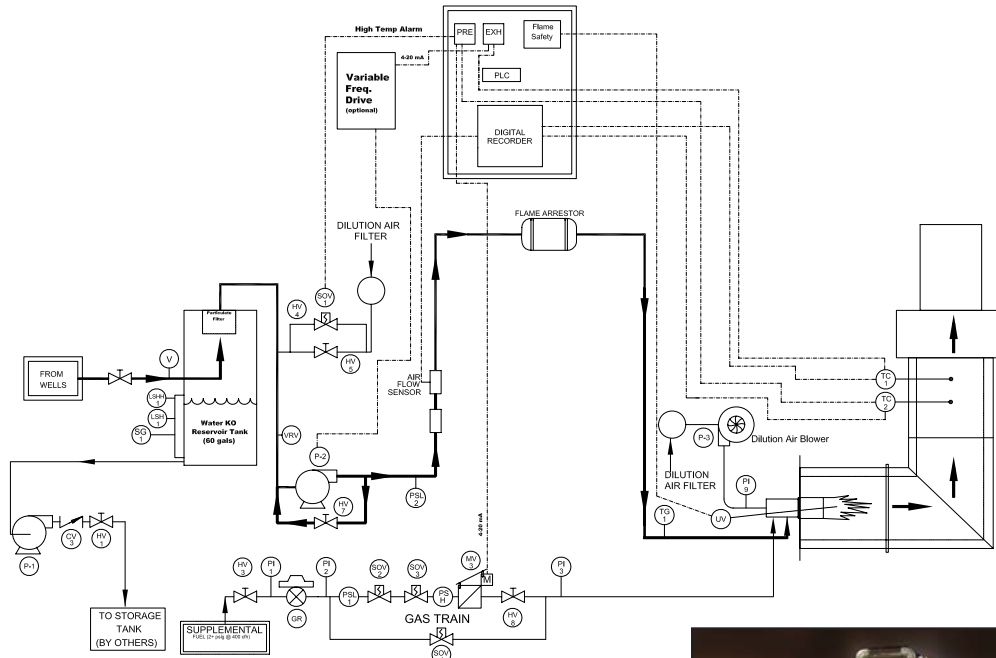 High Temp Alarm
PRE
EXH
Flame
Safety
4-20 mA
Variable
Freq.
Drive
(optional)
PLC
DIGITAL
RECORDER
FLAME ARRESTOR
DILUTION AIR
FILTER
SOV
1
HV
4
HV
5
Particulate
Filter
V
FROM
WELLS
AIR
FLOW
SENSOR
TC
1
TC
2
LSHH
1
LSH
1
SG
1
Water KO
Reservoir Tank
(60 gals)
VRV
P-2
P-3
Dilution Air Blower
DILUTION
AIR FILTER
PSL
2
HV
7
PI
9
TG
1
UV
4-20 mA
CV
3
HV
1
P-1
HV
3
PI
1
PI
2
SOV
2
SOV
3
MV
3
M
PI
3
PSL
1
PS
H
GR
GAS TRAIN
HV
8
TO STORAGE
TANK
(BY OTHERS)
SUPPLEMENTAL
FUEL (2+ psig @ 400 cfh)
SOV